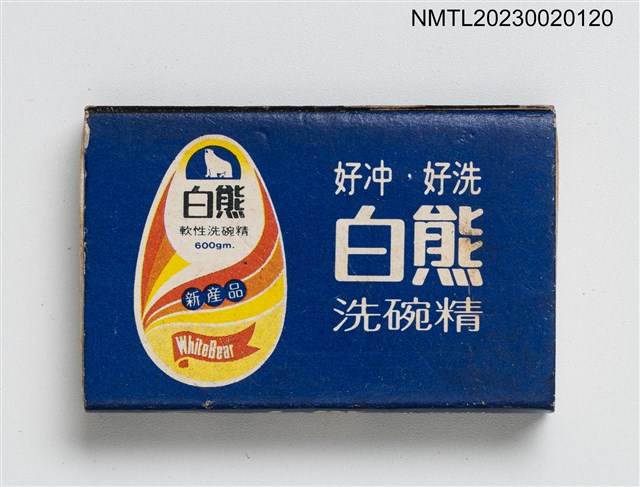 NMTL20230020120
白熊
軟性洗碗精
600gm.
新產品
WhiteBear
好冲·好洗
白熊
洗碗精